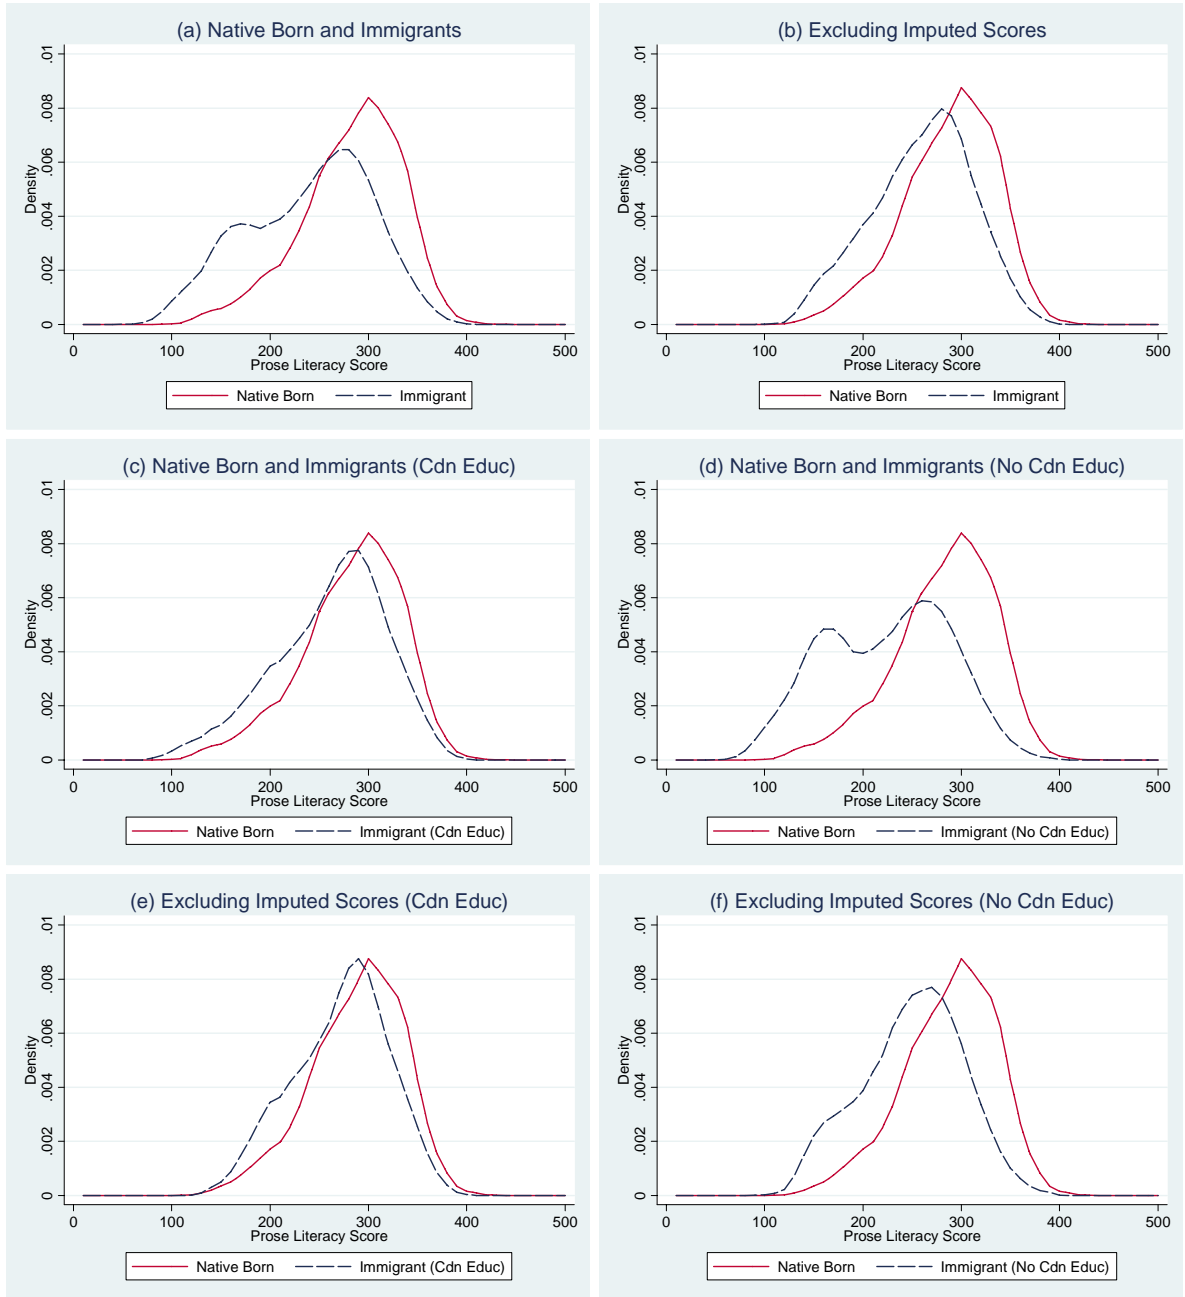 (a) Native Born and Immigrants
Density
0
.002
.004
.006
.008
.01
0 100 200 300 400 500
Prose Literacy Score
Native Born Immigrant
(b) Excluding Imputed Scores
Density
0
.002
.004
.006
.008
.01
0 100 200 300 400 500
Prose Literacy Score
Native Born Immigrant
(c) Native Born and Immigrants (Cdn Educ)
Density
0
.002
.004
.006
.008
.01
0 100 200 300 400 500
Prose Literacy Score
Native Born Immigrant (Cdn Educ)
(d) Native Born and Immigrants (No Cdn Educ)
Density
0
.002
.004
.006
.008
.01
0 100 200 300 400 500
Prose Literacy Score
Native Born Immigrant (No Cdn Educ)
(e) Excluding Imputed Scores (Cdn Educ)
Density
0
.002
.004
.006
.008
.01
0 100 200 300 400 500
Prose Literacy Score
Native Born Immigrant (Cdn Educ)
(f) Excluding Imputed Scores (No Cdn Educ)
Density
0
.002
.004
.006
.008
.01
0 100 200 300 400 500
Prose Literacy Score
Native Born Immigrant (No Cdn Educ)